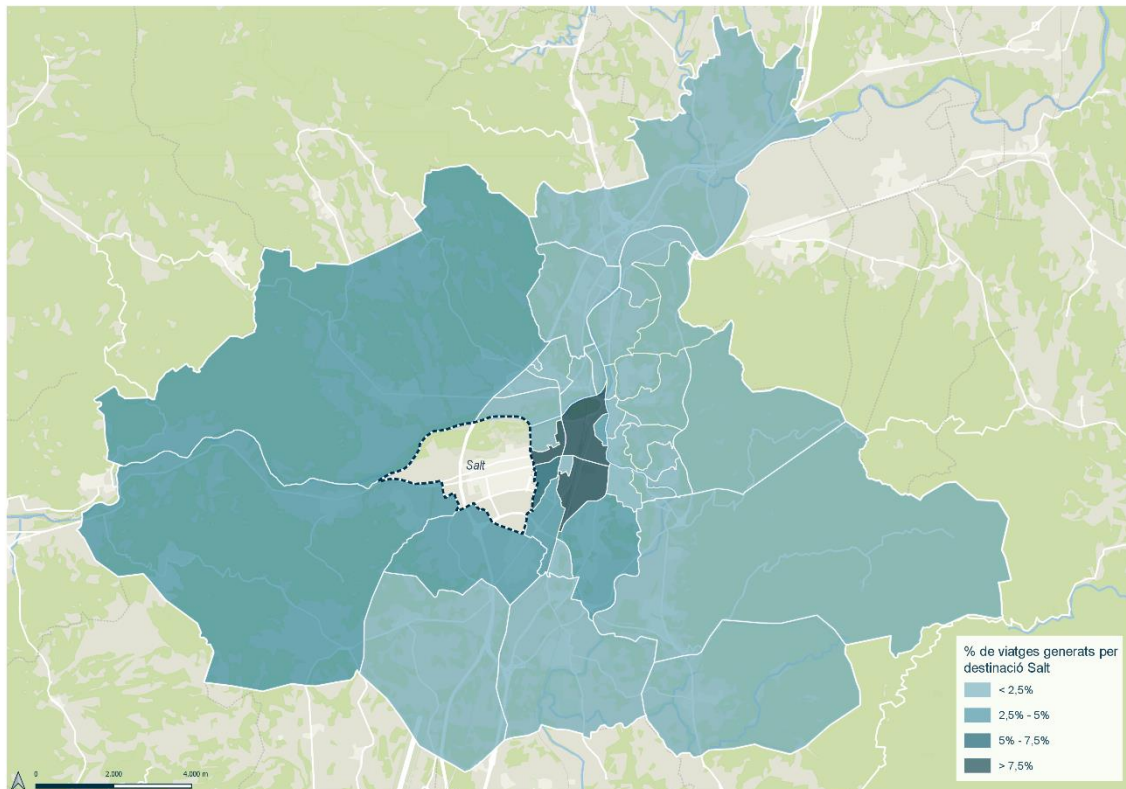 Salt
% de viatges generats per
destinació Salt
< 2,5%
2,5% - 5%
5% - 7,5%
> 7,5%
0 2.000 4.000 m